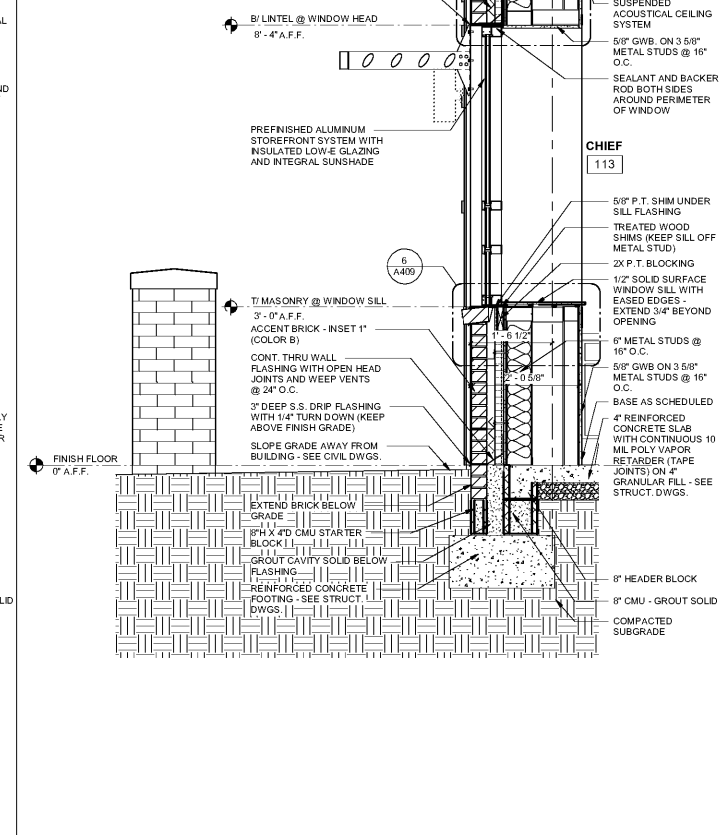 AL
ND
LY
E
R
OLID
B/ LINTEL @ WINDOW HEAD
8' - 4" A.F.F.
PREFINISHED ALUMINUM
STOREFRONT SYSTEM WITH
INSULATED LOW-E GLAZING
AND INTEGRAL SUNSHADE
6
A409
T/ MASONRY @ WINDOW SILL
3' - 0" A.F.F.
ACCENT BRICK - INSET 1"
(COLOR B)
CONT. THRU WALL
FLASHING WITH OPEN HEAD
JOINTS AND WEEP VENTS
@ 24" O.C.
3" DEEP S.S. DRIP FLASHING
WITH 1/4" TURN DOWN (KEEP
ABOVE FINISH GRADE)
SLOPE GRADE AWAY FROM
BUILDING - SEE CIVIL DWGS.
FINISH FLOOR
0" A.F.F.
EXTEND BRICK BELOW
GRADE
8"H X 4"D CMU STARTER
BLOCK
GROUT CAVITY SOLID BELOW
FLASHING
REINFORCED CONCRETE
FOOTING - SEE STRUCT.
DWGS.
1' - 6 1/2"
2' - 0 5/8"
SUSPENDED
ACOUSTICAL CEILING
SYSTEM
5/8" GWB. ON 3 5/8"
METAL STUDS @ 16"
O.C.
SEALANT AND BACKER
ROD BOTH SIDES
AROUND PERIMETER
OF WINDOW
CHIEF
113
5/8" P.T. SHIM UNDER
SILL FLASHING
TREATED WOOD
SHIMS (KEEP SILL OFF
METAL STUD)
2X P.T. BLOCKING
1/2" SOLID SURFACE
WINDOW SILL WITH
EASED EDGES -
EXTEND 3/4" BEYOND
OPENING
6" METAL STUDS @
16" O.C.
5/8" GWB ON 3 5/8"
METAL STUDS @ 16"
O.C.
BASE AS SCHEDULED
4" REINFORCED
CONCRETE SLAB
WITH CONTINUOUS 10
MIL POLY VAPOR
RETARDER (TAPE
JOINTS) ON 4"
GRANULAR FILL - SEE
STRUCT. DWGS.
8" HEADER BLOCK
8" CMU - GROUT SOLID
COMPACTED
SUBGRADE